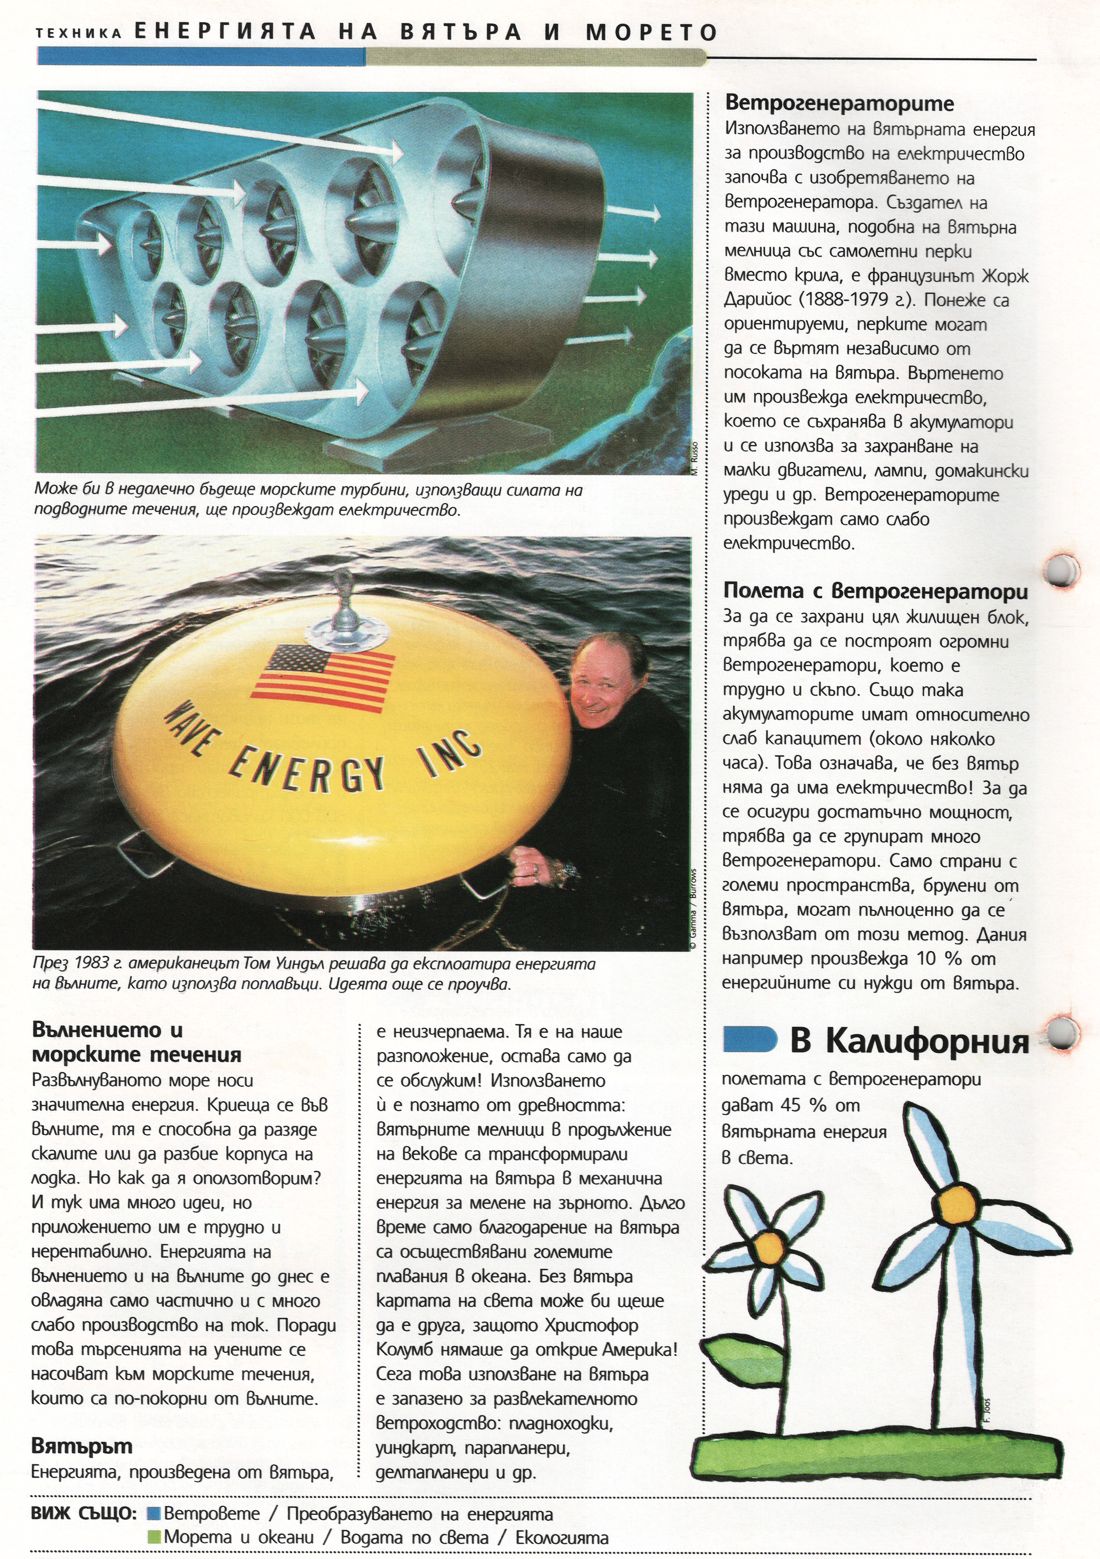 ТЕХНИКА ЕНЕРГИЯТА НА ВЯТЪРА И МОРЕТО
M. Russo
Може би в недалечно бъдеще морските турбини, използващи силата на
подводните течения, ще произвеждат електричество.
WAVE ENERGY INC
© Gamma / Burrows
През 1983 г. американецът Том Уиндъл решава да експлоатира енергията
на вълните, като използва поплавъци. Идеята още се проучва.
Вълнението и
морските течения
Развълнуваното море носи
значителна енергия. Криеща се във
вълните, тя е способна да разяде
скалите или да разбие корпуса на
лодка. Но как да я оползотворим?
И тук има много идеи, но
приложението им е трудно и
нерентабилно. Енергията на
вълнението и на вълните до днес е
овладяна само частично и с много
слабо производство на ток. Поради
това търсенията на учените се
насочват към морските течения,
които са по-покорни от вълните.
Вятърът
Енергията, произведена от вятъра,
е неизчерпаема. Тя е на наше
разположение, остава само да
се обслужим! Използването
ѝ е познато от древността:
вятърните мелници в продължение
на векове са трансформирали
енергията на вятъра в механична
енергия за мелене на зърното. Дълго
време само благодарение на вятъра
са осъществявани големите
плавания в океана. Без вятъра
картата на света може би щеше
да е друга, защото Христофор
Колумб нямаше да открие Америка!
Сега това използване на вятъра
е запазено за развлекателното
ветроходство: пладноходки,
уиндкарт, парапланери,
делтапланери и др.
Ветрогенераторите
Използването на вятърната енергия
за производство на електричество
започва с изобретяването на
ветрогенератора. Създател на
тази машина, подобна на вятърна
мелница със самолетни перки
вместо крила, е французинът Жорж
Дарийос (1888-1979 г.). Понеже са
ориентируеми, перките могат
да се въртят независимо от
посоката на вятъра. Въртенето
им произвежда електричество,
което се съхранява в акумулатори
и се използва за захранване на
малки двигатели, лампи, домакински
уреди и др. Ветрогенераторите
произвеждат само слабо
електричество.
Полета с ветрогенератори
За да се захрани цял жилищен блок,
трябва да се построят огромни
ветрогенератори, което е
трудно и скъпо. Също така
акумулаторите имат относително
слаб капацитет (около няколко
часа). Това означава, че без вятър
няма да има електричество! За да
се осигури достатъчно мощност,
трябва да се групират много
ветрогенератори. Само страни с
големи пространства, брулени от
вятъра, могат пълноценно да се
възползват от този метод. Дания
например произвежда 10 % от
енергийните си нужди от вятъра.
В Калифорния
полетата с ветрогенератори
дават 45 % от
вятърната енергия
в света.
F. Joos
ВИЖ СЪЩО: Ветровете / Преобразуването на енергията
Морета и океани / Водата по света / Екологията